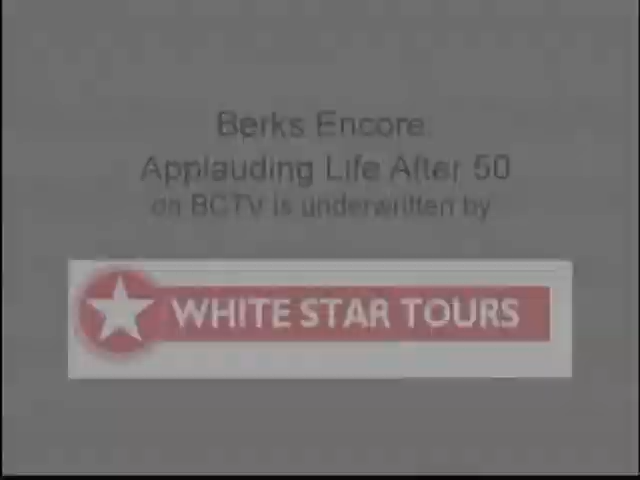 Berks Encore:
Applauding Life After 50
on BCTV is underwritten by
WHITE STAR TOURS